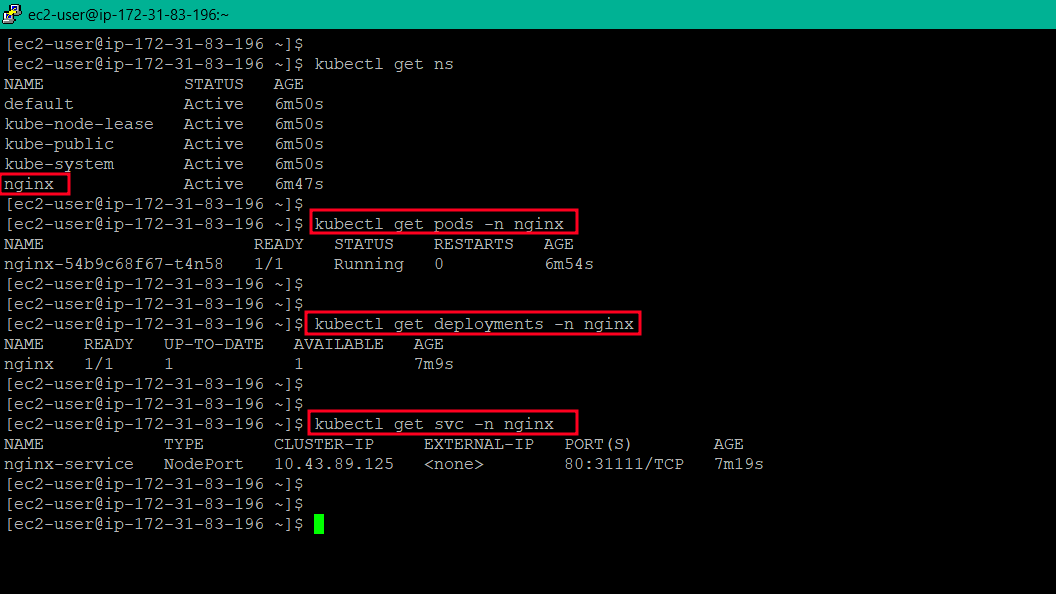 ec2-user@ip-172-31-83-196:~
[ec2-user@ip-172-31-83-196 ~]$
[ec2-user@ip-172-31-83-196 ~]$ kubectl get ns
NAME              STATUS   AGE
default           Active   6m50s
kube-node-lease   Active   6m50s
kube-public       Active   6m50s
kube-system       Active   6m50s
nginx             Active   6m47s
[ec2-user@ip-172-31-83-196 ~]$
[ec2-user@ip-172-31-83-196 ~]$ kubectl get pods -n nginx
NAME                     READY   STATUS    RESTARTS   AGE
nginx-54b9c68f67-t4n58   1/1     Running   0          6m54s
[ec2-user@ip-172-31-83-196 ~]$
[ec2-user@ip-172-31-83-196 ~]$
[ec2-user@ip-172-31-83-196 ~]$ kubectl get deployments -n nginx
NAME    READY   UP-TO-DATE   AVAILABLE   AGE
nginx   1/1     1            1           7m9s
[ec2-user@ip-172-31-83-196 ~]$
[ec2-user@ip-172-31-83-196 ~]$
[ec2-user@ip-172-31-83-196 ~]$ kubectl get svc -n nginx
NAME            TYPE       CLUSTER-IP     EXTERNAL-IP   PORT(S)        AGE
nginx-service   NodePort   10.43.89.125   <none>        80:31111/TCP   7m19s
[ec2-user@ip-172-31-83-196 ~]$
[ec2-user@ip-172-31-83-196 ~]$
[ec2-user@ip-172-31-83-196 ~]$